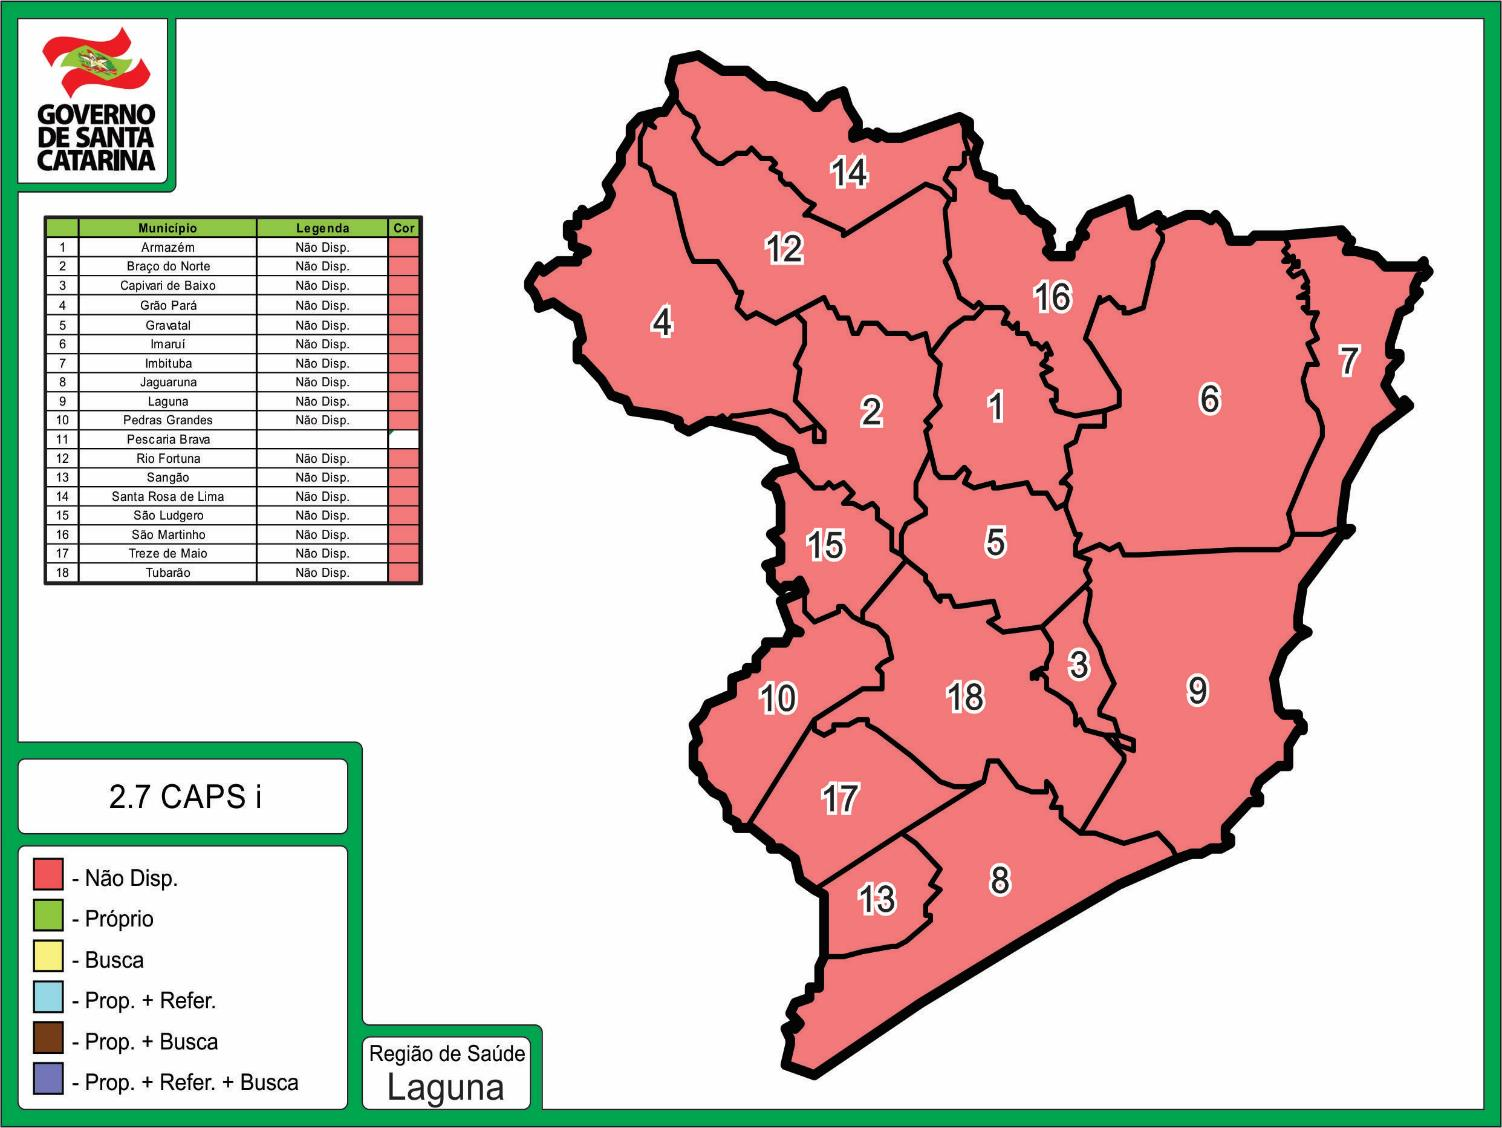 GOVERNO
DE SANTA
CATARINA
Município Legenda Cor
1 Armazém Não Disp.
2 Braço do Norte Não Disp.
3 Capivari de Baixo Não Disp.
4 Grão Pará Não Disp.
5 Gravatal Não Disp.
6 Imaruí Não Disp.
7 Imbituba Não Disp.
8 Jaguaruna Não Disp.
9 Laguna Não Disp.
10 Pedras Grandes Não Disp.
11 Pescaria Brava
12 Rio Fortuna Não Disp.
13 Sangão Não Disp.
14 Santa Rosa de Lima Não Disp.
15 São Ludgero Não Disp.
16 São Martinho Não Disp.
17 Treze de Maio Não Disp.
18 Tubarão Não Disp.
14
12
16
4
7
6
1
2
5
15
3
9
18
10
17
8
13
2.7 CAPS i
- Não Disp.
- Próprio
- Busca
- Prop. + Refer.
- Prop. + Busca
- Prop. + Refer. + Busca
Região de Saúde
Laguna